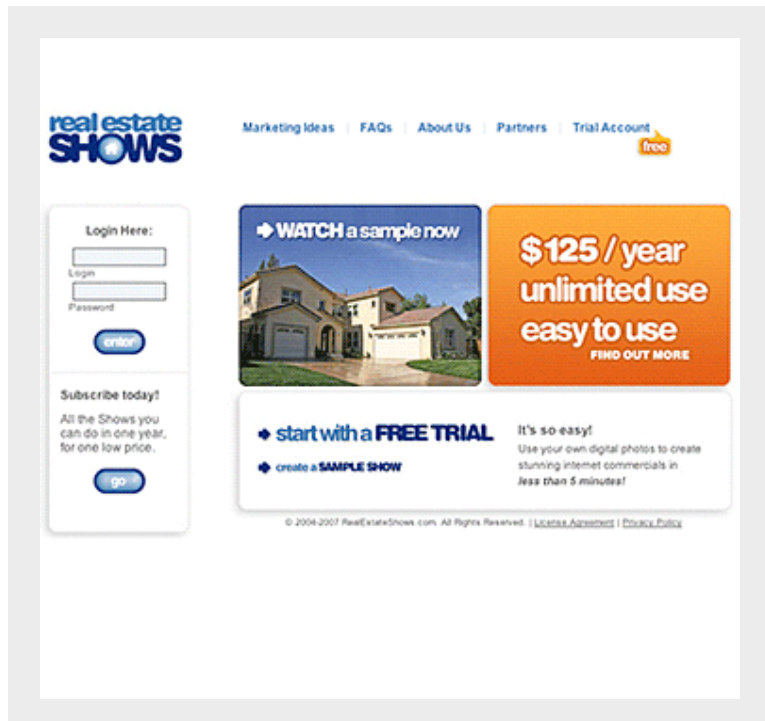 real estate
SHOWS
Marketing Ideas | FAQs | About Us | Partners | Trial Account
free
Login Here:
Login
Password
enter
Subscribe today!
All the Shows you
can do in one year,
for one low price.
go
WATCH a sample now
$125 / year
unlimited use
easy to use
FIND OUT MORE
start with a FREE TRIAL
create a SAMPLE SHOW
It's so easy!
Use your own digital photos to create
stunning internet commercials in
less than 5 minutes!
© 2004-2007 RealEstateShows.com. All Rights Reserved. | License Agreement | Privacy Policy